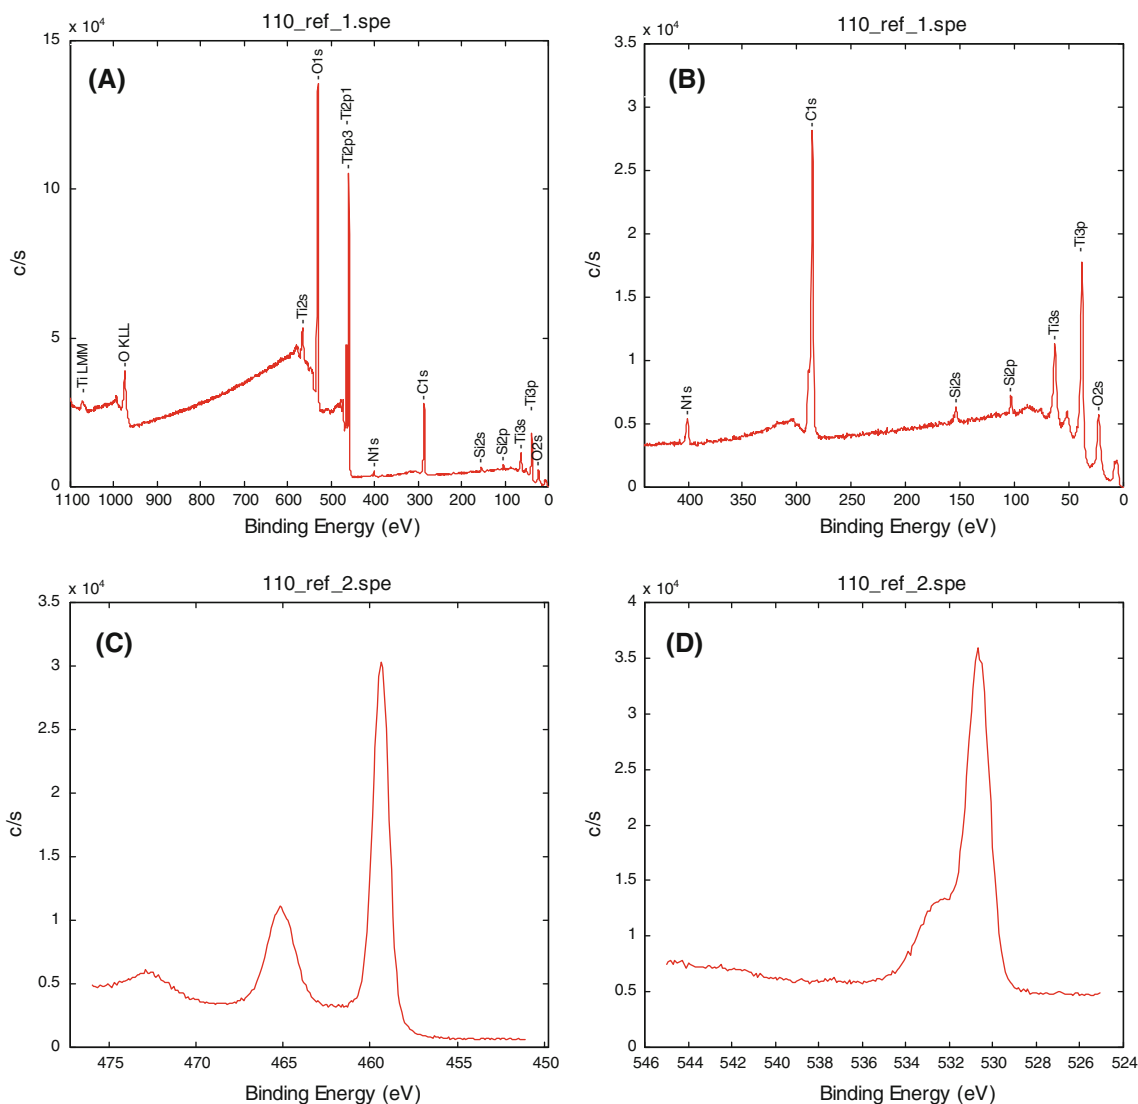 110_ref_1.spe
x 10⁴
(A)
-O1s
-Ti2p3 -Ti2p1
-Ti2s
-O KLL
-Ti LMM
-C1s
-N1s
-Si2s
-Si2p
-Ti3s
-Ti3p
-O2s
15
10
5
0
c/s
1100 1000 900 800 700 600 500 400 300 200 100 0
Binding Energy (eV)
110_ref_1.spe
x 10⁴
(B)
-C1s
-N1s
-Si2s
-Si2p
-Ti3s
-Ti3p
-O2s
3.5
3
2.5
2
1.5
1
0.5
0
c/s
400 350 300 250 200 150 100 50 0
Binding Energy (eV)
110_ref_2.spe
x 10⁴
(C)
3.5
3
2.5
2
1.5
1
0.5
0
c/s
475 470 465 460 455 450
Binding Energy (eV)
110_ref_2.spe
x 10⁴
(D)
4
3.5
3
2.5
2
1.5
1
0.5
0
c/s
546 544 542 540 538 536 534 532 530 528 526 524
Binding Energy (eV)